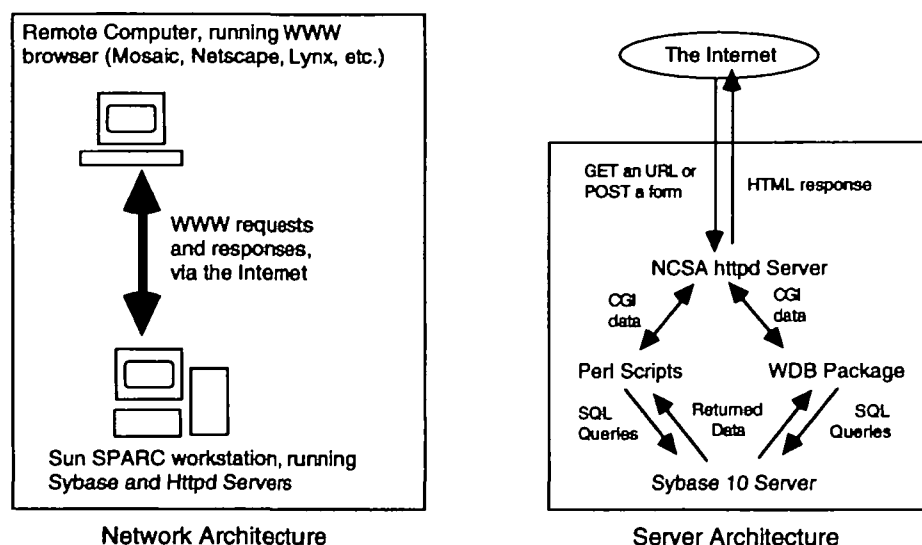 Remote Computer, running WWW
browser (Mosaic, Netscape, Lynx, etc.)
WWW requests
and responses,
via the Internet
Sun SPARC workstation, running
Sybase and Httpd Servers
Network Architecture
The Internet
GET an URL or
POST a form
HTML response
NCSA httpd Server
CGI
data
CGI
data
Perl Scripts
WDB Package
SQL
Queries
Returned
Data
SQL
Queries
Sybase 10 Server
Server Architecture